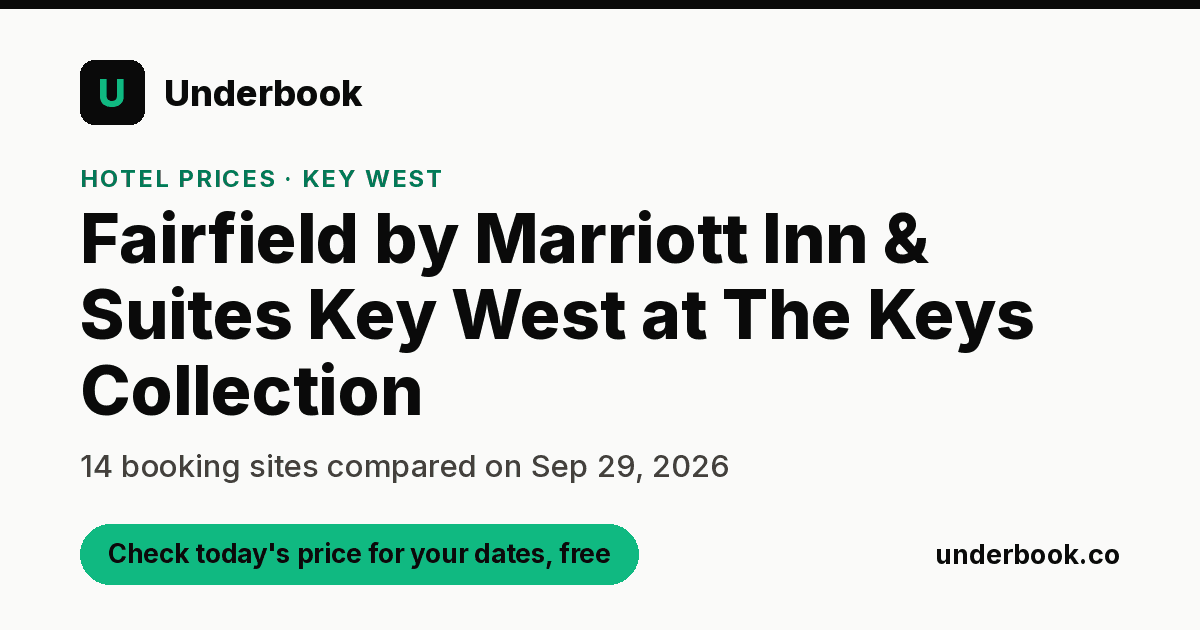 U Underbook
HOTEL PRICES · KEY WEST
Fairfield by Marriott Inn &
Suites Key West at The Keys
Collection
14 booking sites compared on Sep 29, 2026
Check today's price for your dates, free
underbook.co